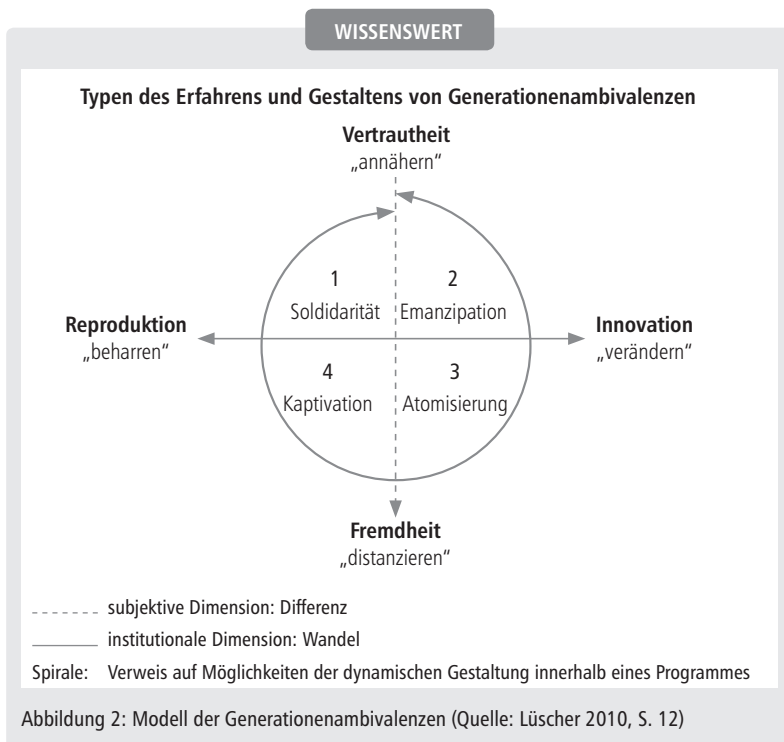 WISSENSWERT
Typen des Erfahrens und Gestaltens von Generationenambivalenzen
Vertrautheit
„annähern“
1
Soldidarität
2
Emanzipation
Reproduktion
„beharren“
Innovation
„verändern“
4
Kaptivation
3
Atomisierung
Fremdheit
„distanzieren“
subjektive Dimension: Differenz
institutionale Dimension: Wandel
Spirale: Verweis auf Möglichkeiten der dynamischen Gestaltung innerhalb eines Programmes
Abbildung 2: Modell der Generationenambivalenzen (Quelle: Lüscher 2010, S. 12)